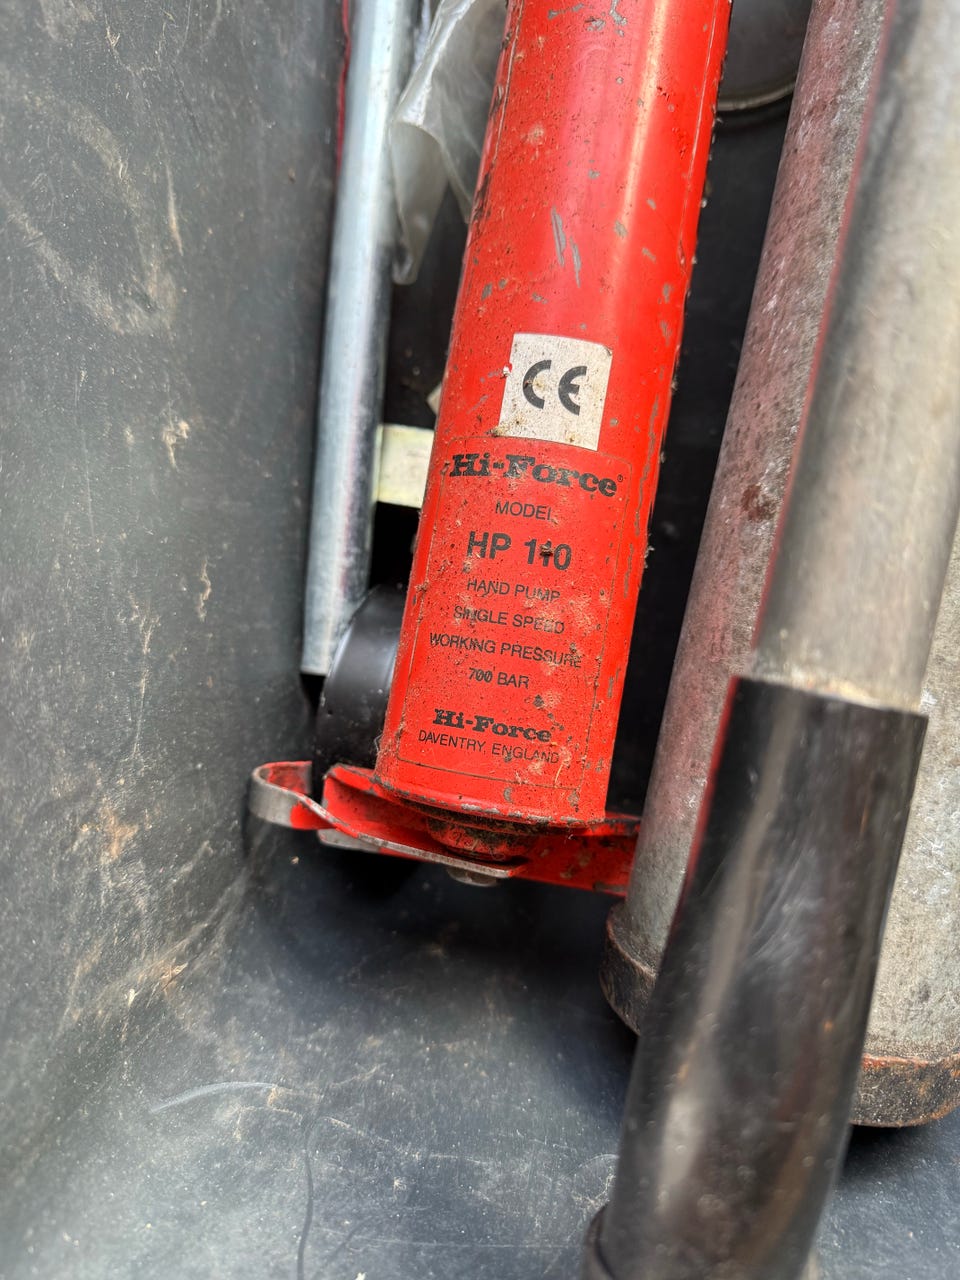 CE
Hi-Force®
MODEL
HP 110
HAND PUMP
SINGLE SPEED
WORKING PRESSURE
700 BAR
Hi-Force
DAVENTRY, ENGLAND